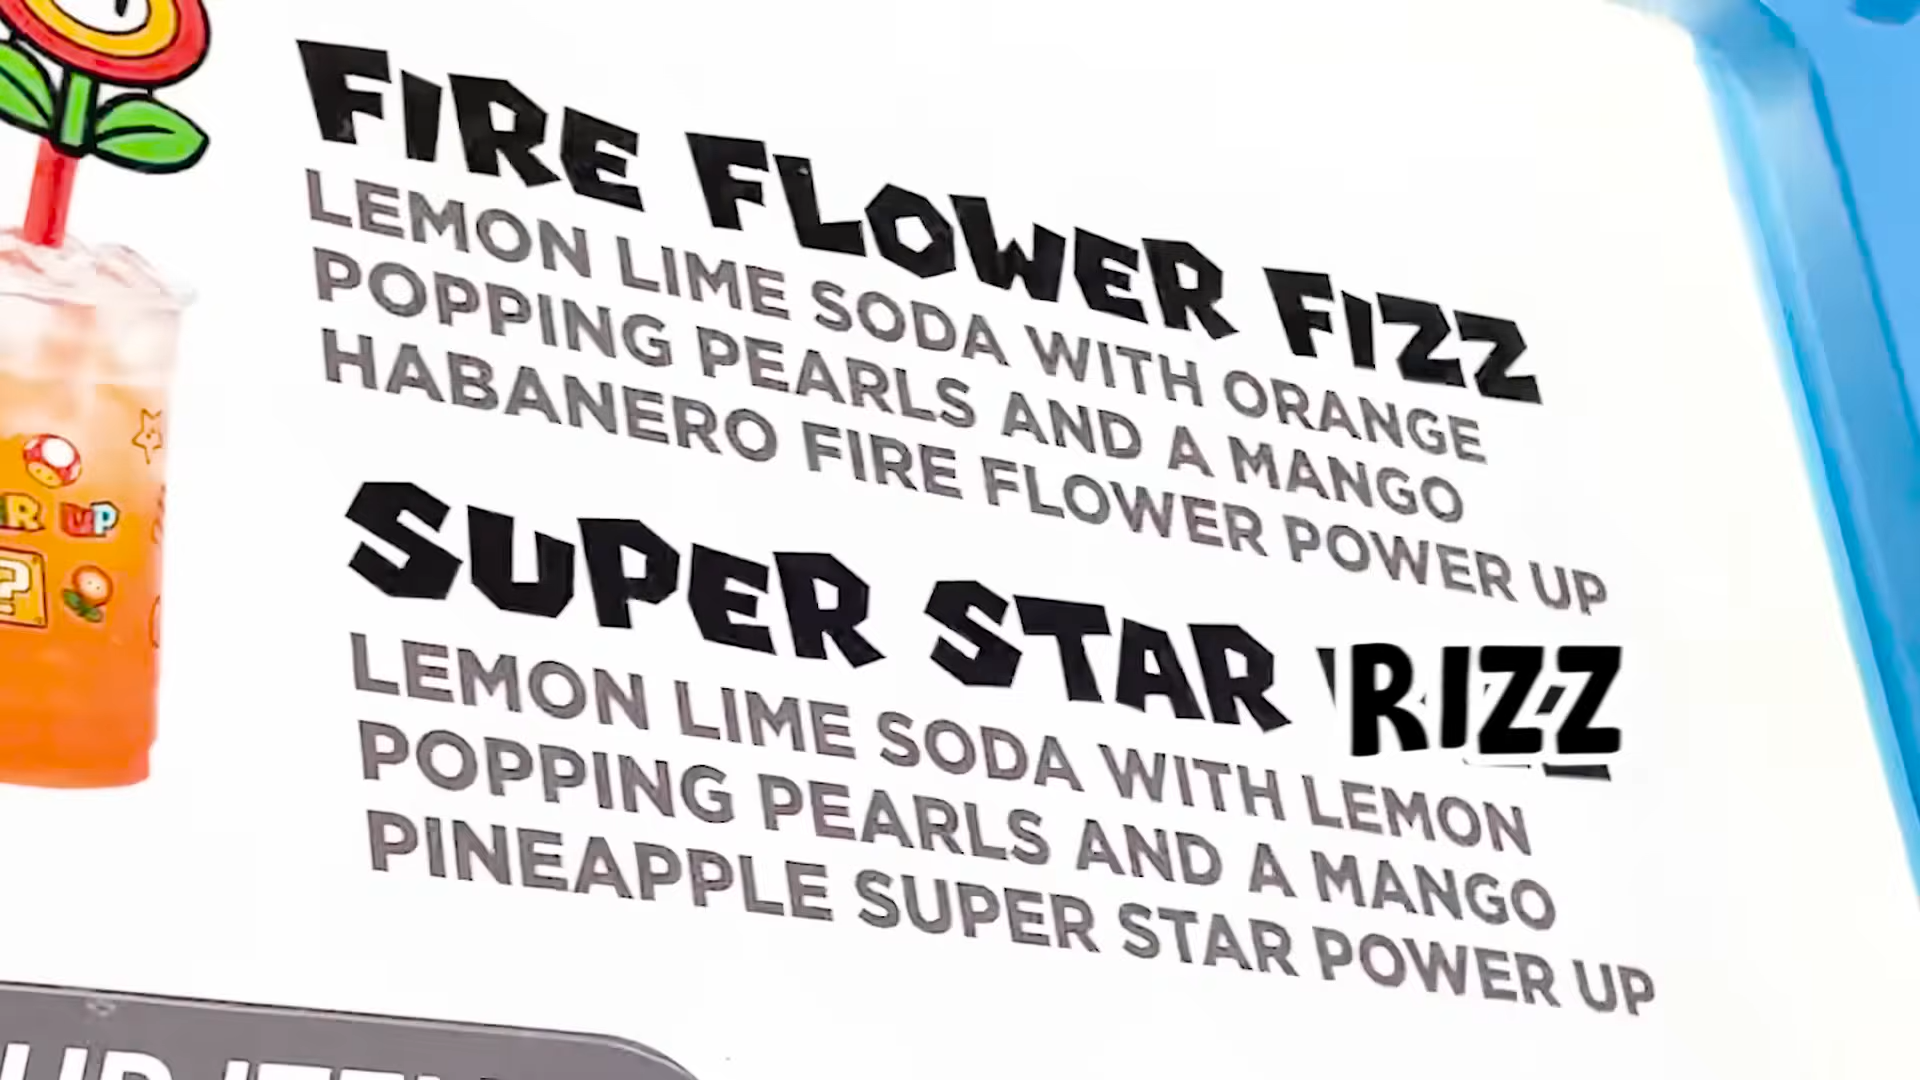 FIRE FLOWER FIZZ
LEMON LIME SODA WITH ORANGE
POPPING PEARLS AND A MANGO
HABANERO FIRE FLOWER POWER UP
SUPER STAR RIZZ
LEMON LIME SODA WITH LEMON
POPPING PEARLS AND A MANGO
PINEAPPLE SUPER STAR POWER UP
R UP
?